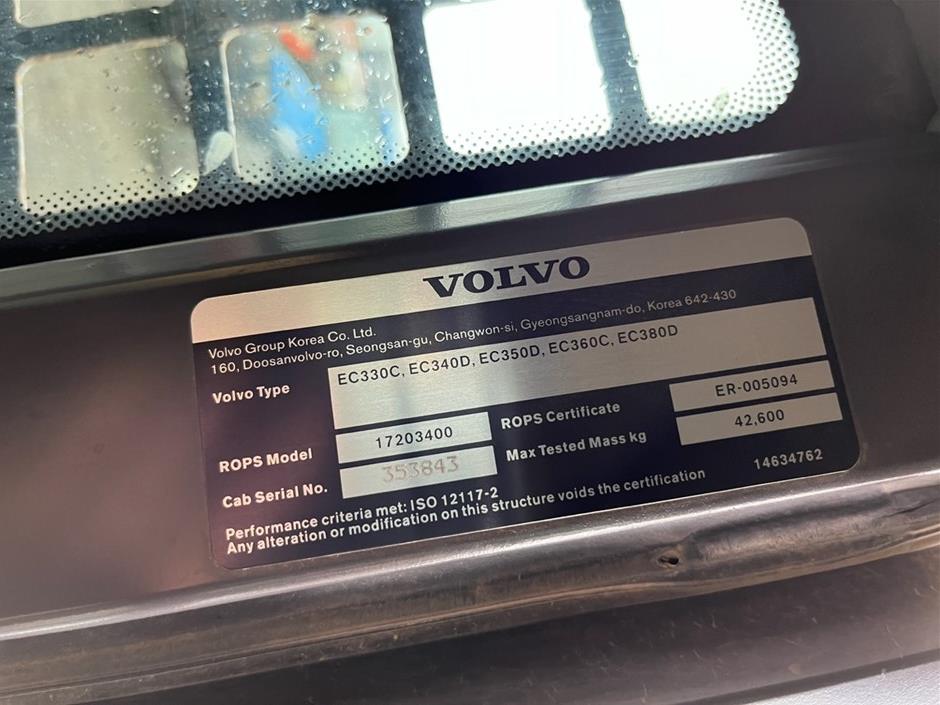 VOLVO
Volvo Group Korea Co. Ltd.
160, Doosanvolvo-ro, Seongsan-gu, Changwon-si, Gyeongsangnam-do, Korea 642-430
Volvo Type EC330C, EC340D, EC350D, EC360C, EC380D
ROPS Model 17203400 ROPS Certificate ER-005094
Cab Serial No. 353843 Max Tested Mass kg 42,600
Performance criteria met: ISO 12117-2
Any alteration or modification on this structure voids the certification 14634762